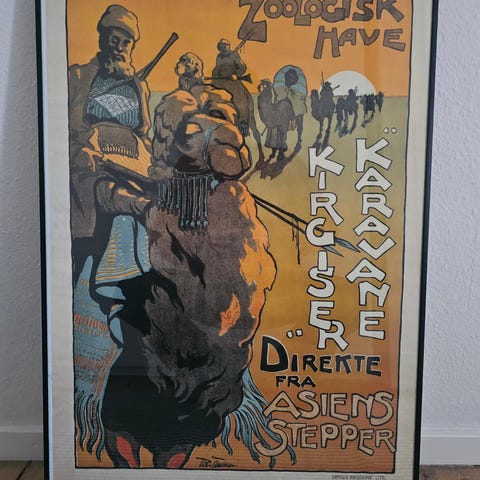 ZOOLOGISK
HAVE
"KIRGISER
KARAVANE"
DIREKTE
FRA
ASIENS
STEPPER